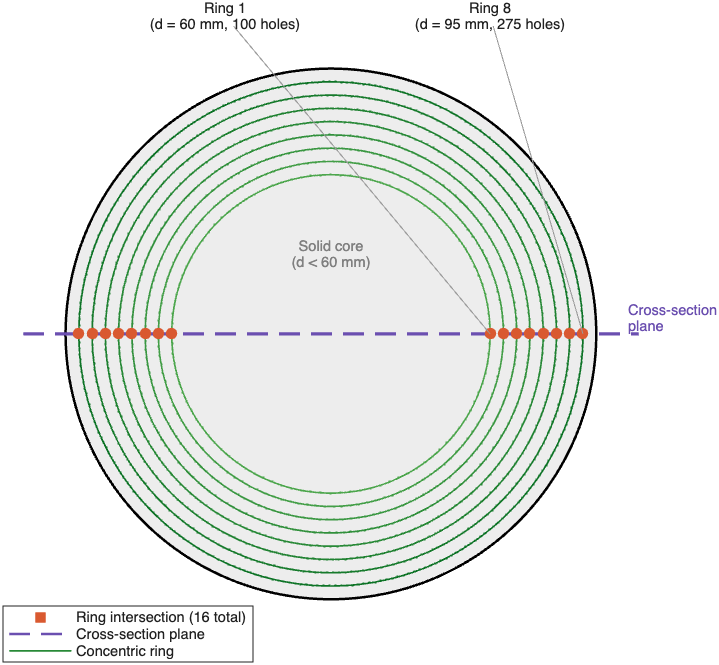 Ring 1
(d = 60 mm, 100 holes)
Ring 8
(d = 95 mm, 275 holes)
Solid core
(d < 60 mm)
Cross-section
plane
Ring intersection (16 total)
Cross-section plane
Concentric ring